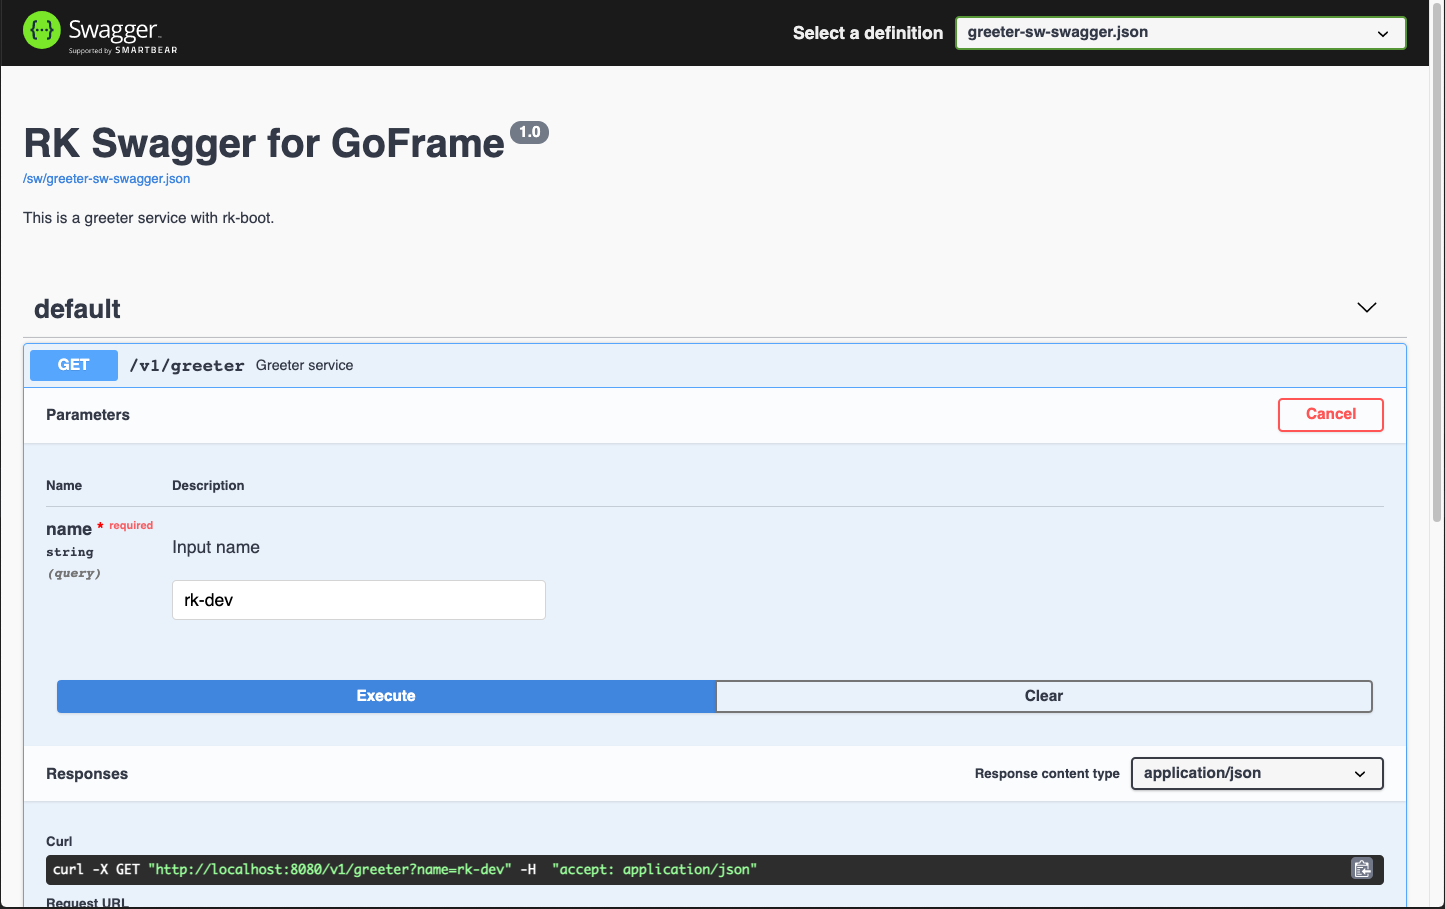 {...} Swagger
Supported by SMARTBEAR
Select a definition
greeter-sw-swagger.json
RK Swagger for GoFrame 1.0
/sw/greeter-sw-swagger.json
This is a greeter service with rk-boot.
default
GET /v1/greeter Greeter service
Parameters
Cancel
Name Description
name * required
string
(query)
Input name
rk-dev
Execute
Clear
Responses
Response content type
application/json
Curl
curl -X GET "http://localhost:8080/v1/greeter?name=rk-dev" -H "accept: application/json"
Request URL